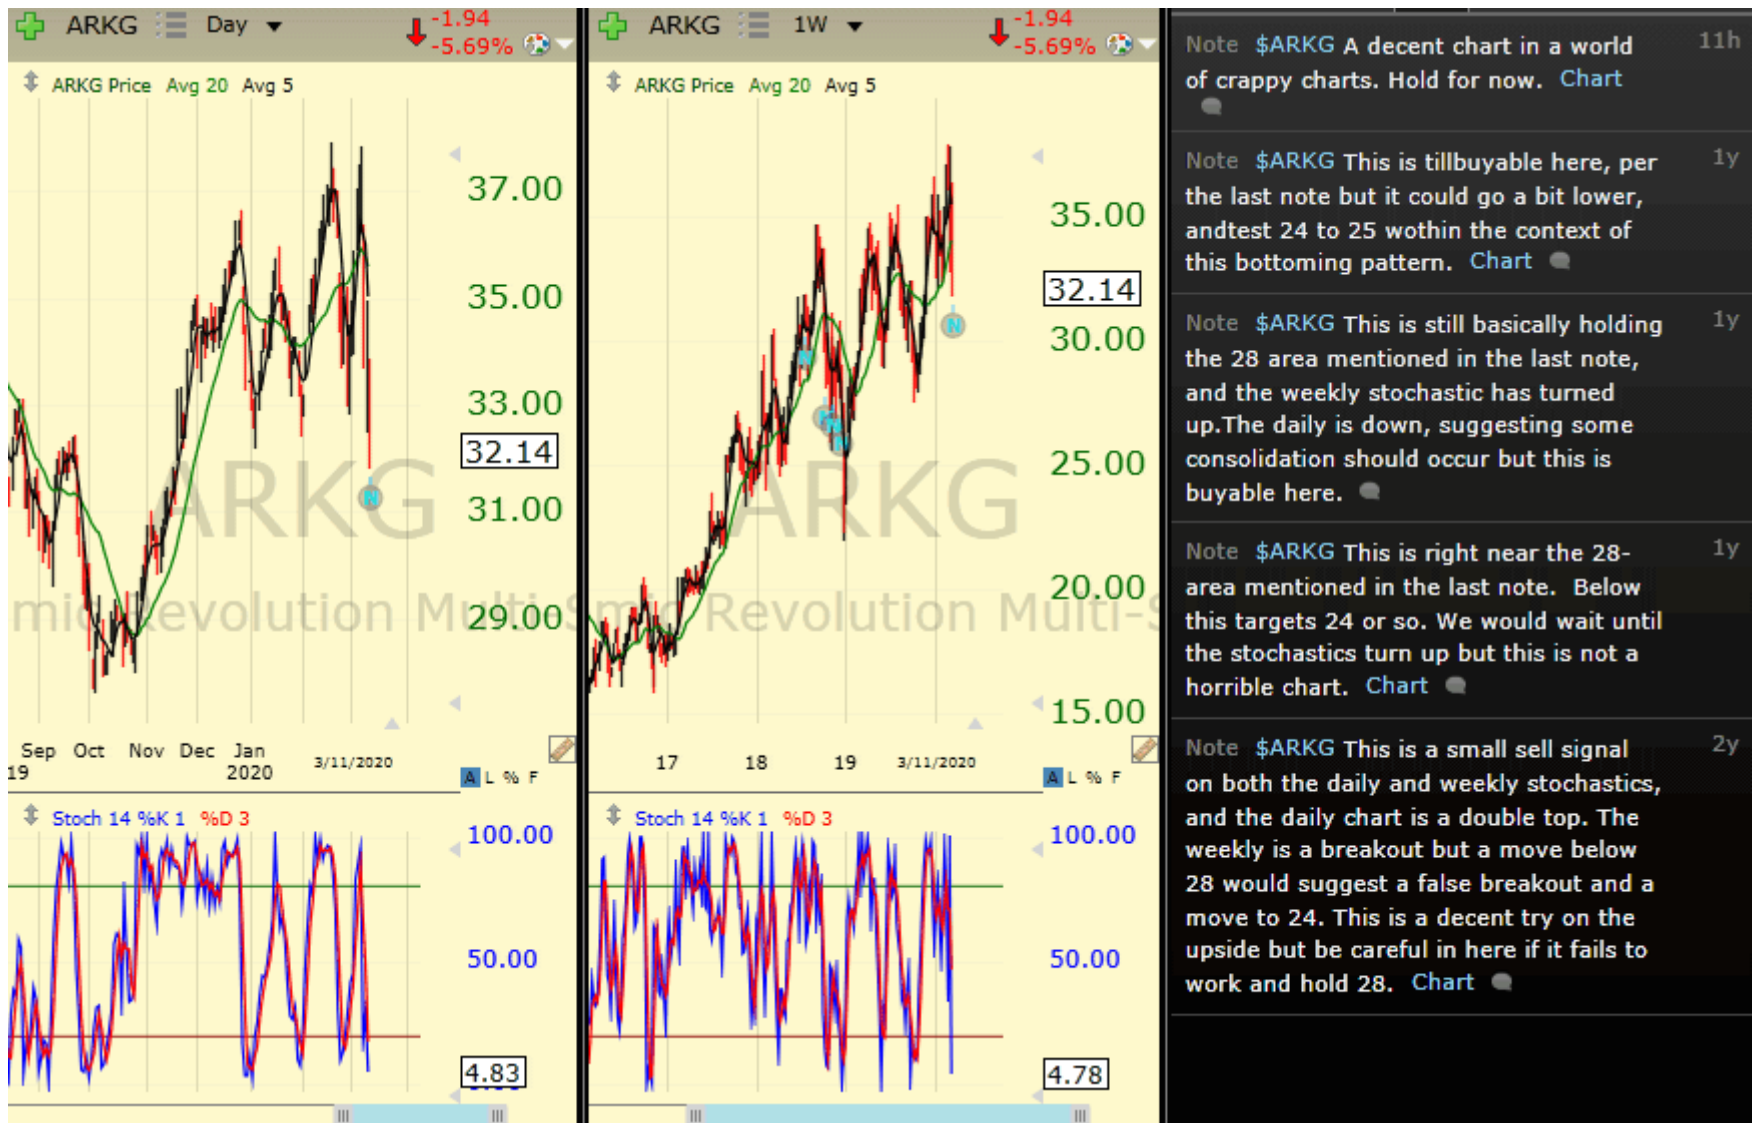 ARKG Day -1.94
-5.69%
ARKG Price Avg 20 Avg 5
37.00
35.00
33.00
32.14
31.00
29.00
ARKG
mic Revolution Multi-S
N
Sep Oct Nov Dec Jan
19 2020 3/11/2020
A L % F
Stoch 14 %K 1 %D 3
100.00
50.00
4.83
ARKG 1W -1.94
-5.69%
ARKG Price Avg 20 Avg 5
35.00
32.14
30.00
25.00
20.00
15.00
ARKG
mic Revolution Multi-S
N
N
N
N
N
17 18 19 3/11/2020
A L % F
Stoch 14 %K 1 %D 3
100.00
50.00
4.78
Note $ARKG A decent chart in a world 11h
of crappy charts. Hold for now. Chart
Note $ARKG This is tillbuyable here, per 1y
the last note but it could go a bit lower,
andtest 24 to 25 wothin the context of
this bottoming pattern. Chart
Note $ARKG This is still basically holding 1y
the 28 area mentioned in the last note,
and the weekly stochastic has turned
up.The daily is down, suggesting some
consolidation should occur but this is
buyable here.
Note $ARKG This is right near the 28- 1y
area mentioned in the last note. Below
this targets 24 or so. We would wait until
the stochastics turn up but this is not a
horrible chart. Chart
Note $ARKG This is a small sell signal 2y
on both the daily and weekly stochastics,
and the daily chart is a double top. The
weekly is a breakout but a move below
28 would suggest a false breakout and a
move to 24. This is a decent try on the
upside but be careful in here if it fails to
work and hold 28. Chart